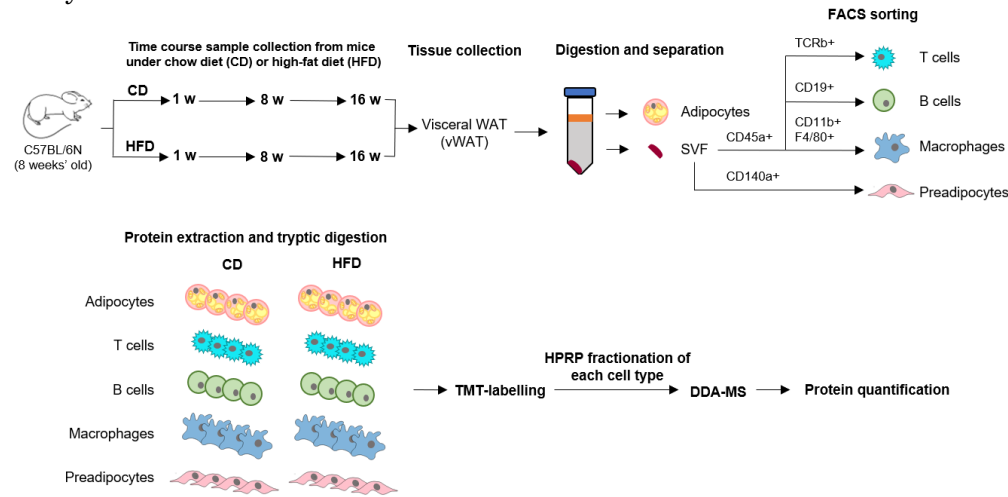 FACS sorting
Time course sample collection from mice
under chow diet (CD) or high-fat diet (HFD)
Tissue collection
Digestion and separation
TCRb+
T cells
CD
1 w
8 w
16 w
CD19+
B cells
Adipocytes
CD11b+
F4/80+
Visceral WAT
(vWAT)
C57BL/6N
(8 weeks' old)
HFD
1 w
8 w
16 w
SVF
CD45a+
Macrophages
CD140a+
Preadipocytes
Protein extraction and tryptic digestion
CD
HFD
Adipocytes
T cells
B cells
Macrophages
Preadipocytes
TMT-labelling
HPRP fractionation of
each cell type
DDA-MS
Protein quantification